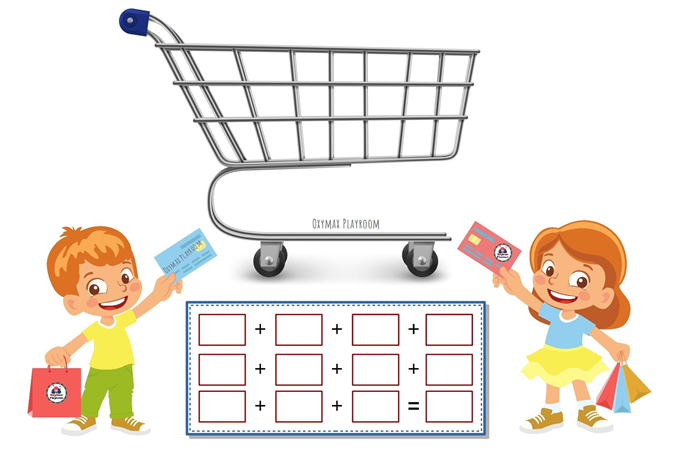 Oxymax Playroom
Oxymax Playroom
+ + +
+ + +
+ + =